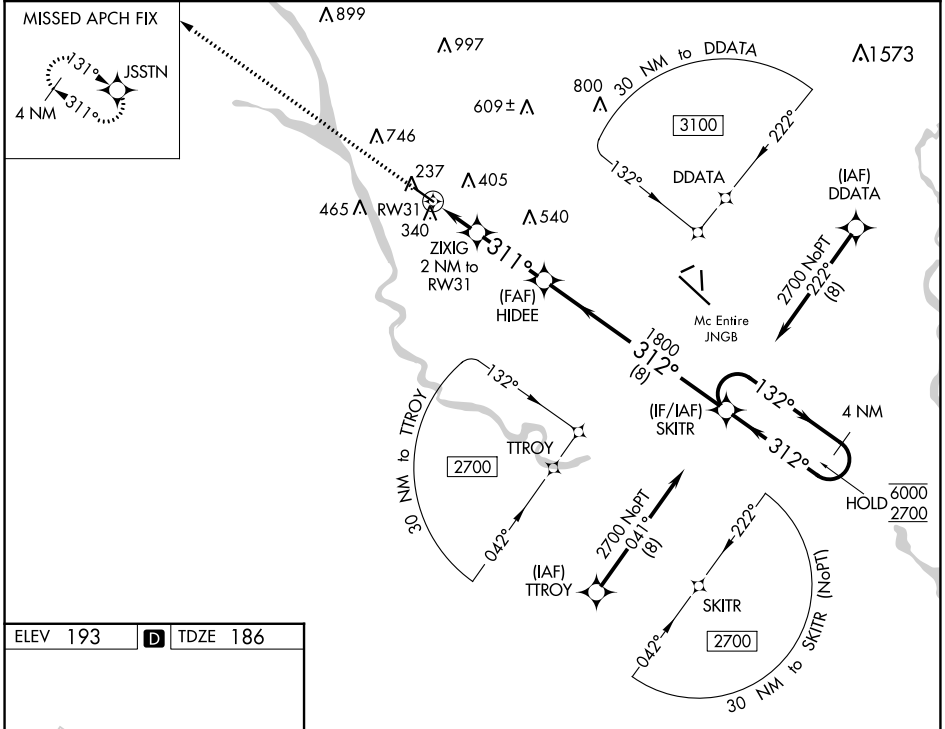 MISSED APCH FIX
131°
JSSTN
4 NM
311°
899
997
1573
609±
800
746
237
405
465
RW31
340
540
30 NM to DDATA
3100
222°
132°
DDATA
(IAF)
DDATA
2700 NoPT
222°
(8)
ZIXIG
2 NM to
RW31
311°
(FAF)
HIDEE
Mc Entire
JNGB
1800
312°
(8)
(IF/IAF)
SKITR
132°
4 NM
312°
HOLD
6000
2700
30 NM to TTROY
132°
TTROY
2700
042°
2700 NoPT
041°
(8)
(IAF)
TTROY
222°
SKITR
042°
2700
30 NM to SKITR (NoPT)
ELEV 193 D TDZE 186